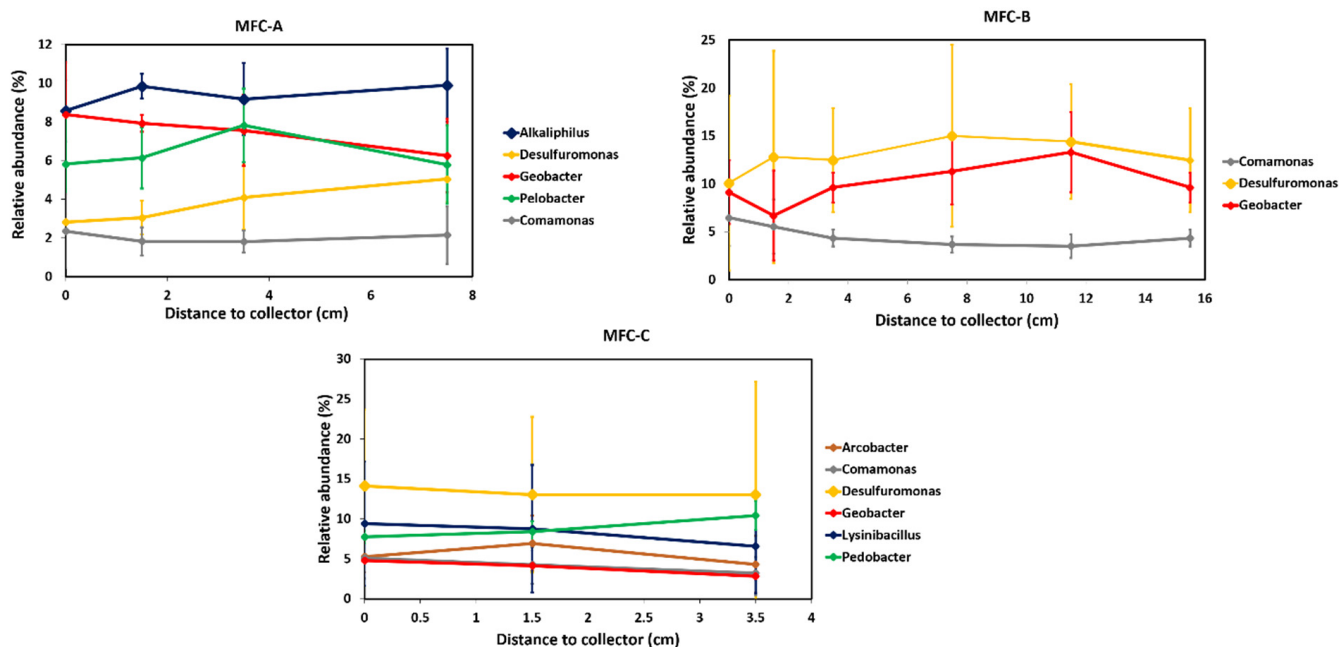 MFC-A
Relative abundance (%)
12
10
8
6
4
2
0
0 2 4 6 8
Distance to collector (cm)
Alkaliphilus
Desulfuromonas
Geobacter
Pelobacter
Comamonas
MFC-B
Relative abundance (%)
25
20
15
10
5
0
0 2 4 6 8 10 12 14 16
Distance to collector (cm)
Comamonas
Desulfuromonas
Geobacter
MFC-C
Relative abundance (%)
30
25
20
15
10
5
0
0 0.5 1 1.5 2 2.5 3 3.5 4
Distance to collector (cm)
Arcobacter
Comamonas
Desulfuromonas
Geobacter
Lysinibacillus
Pedobacter